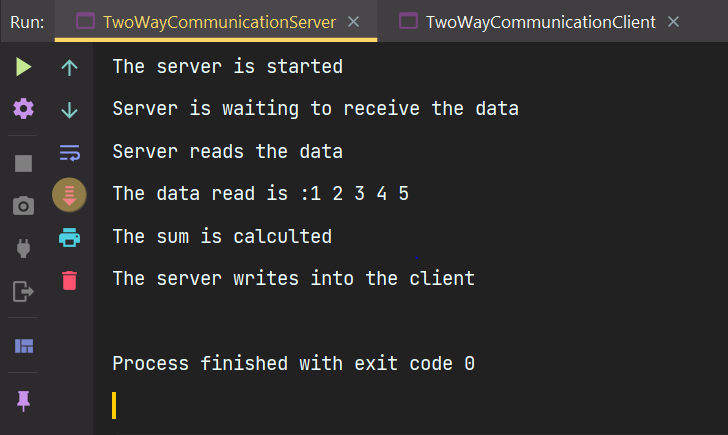 Run: TwoWayCommunicationServer × TwoWayCommunicationClient ×
The server is started
Server is waiting to receive the data
Server reads the data
The data read is :1 2 3 4 5
The sum is calculted
The server writes into the client
Process finished with exit code 0